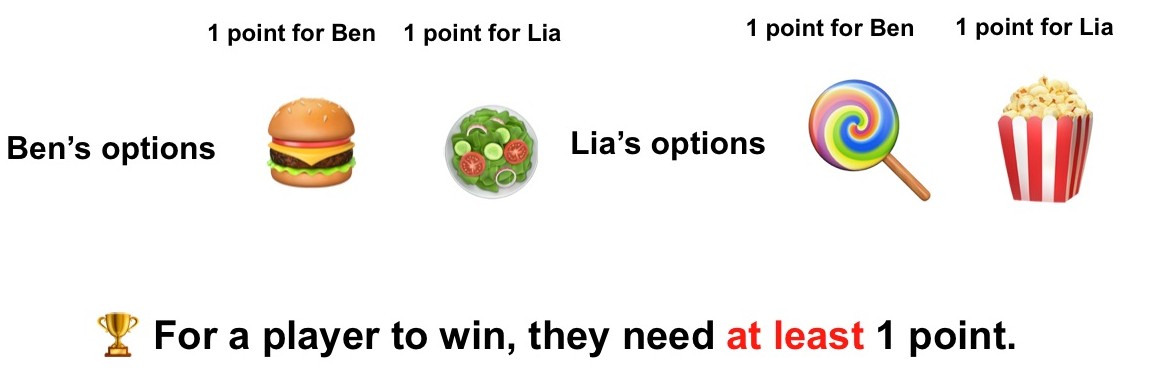 1 point for Ben 1 point for Lia 1 point for Ben 1 point for Lia
Ben's options Lia's options
For a player to win, they need at least 1 point.